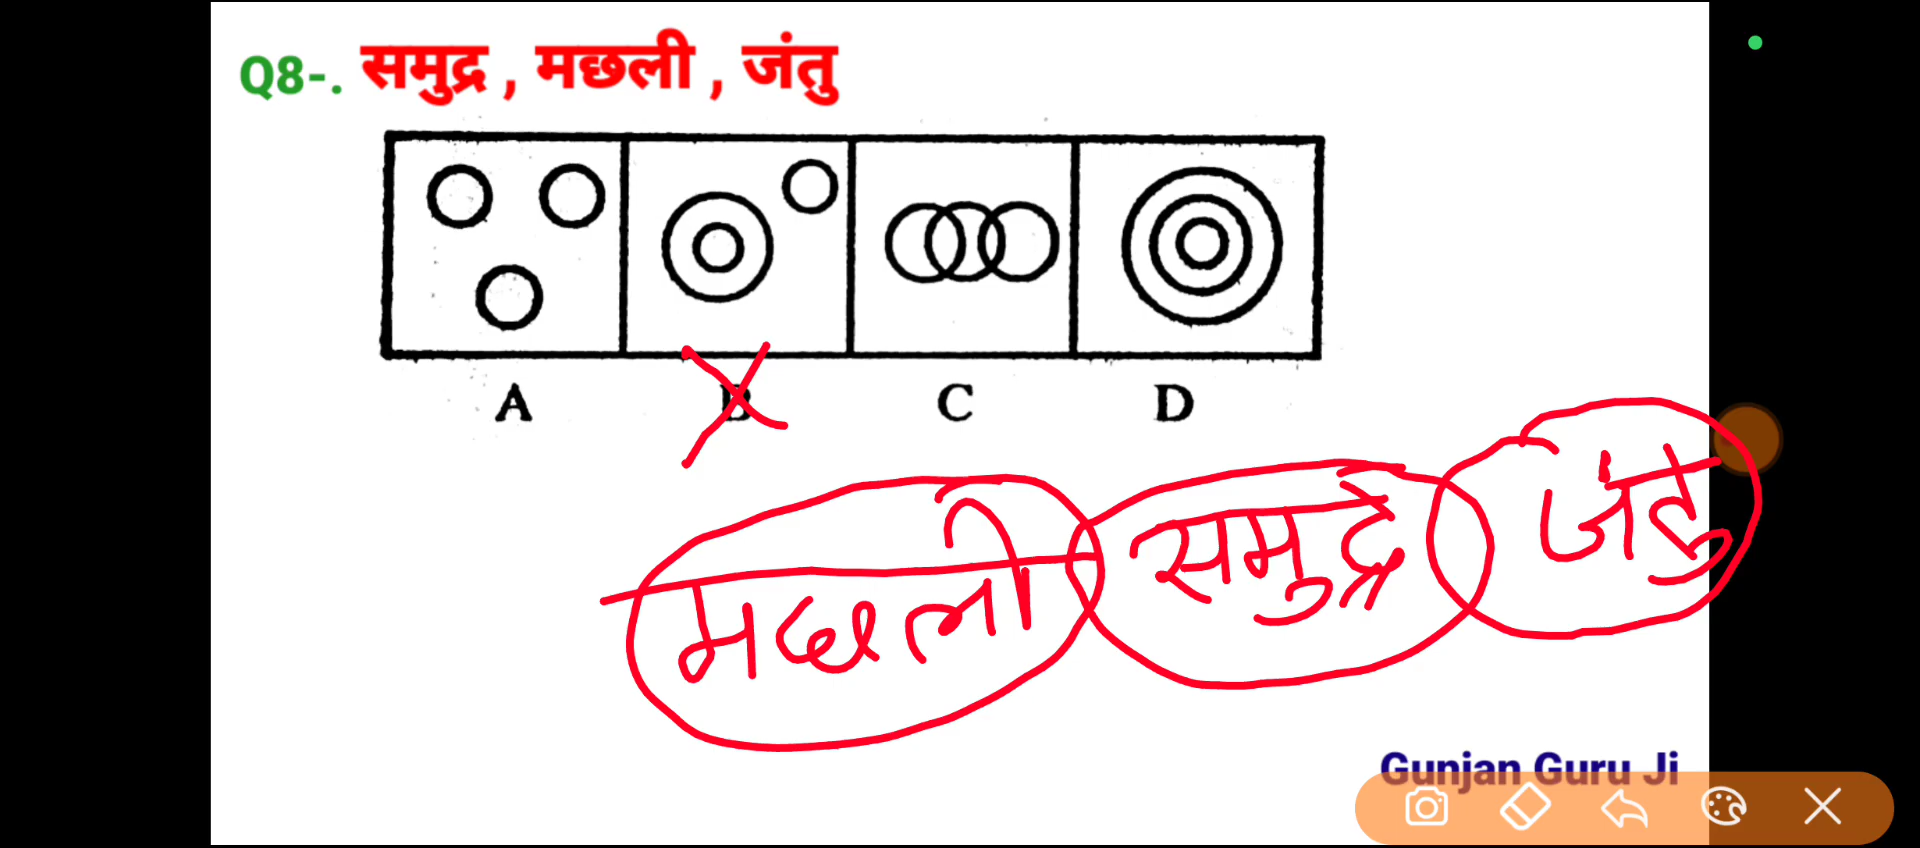 Q8-. समुद्र , मछली , जंतु
A B C D
मछली समुद्र जंतु
Gunjan Guru Ji